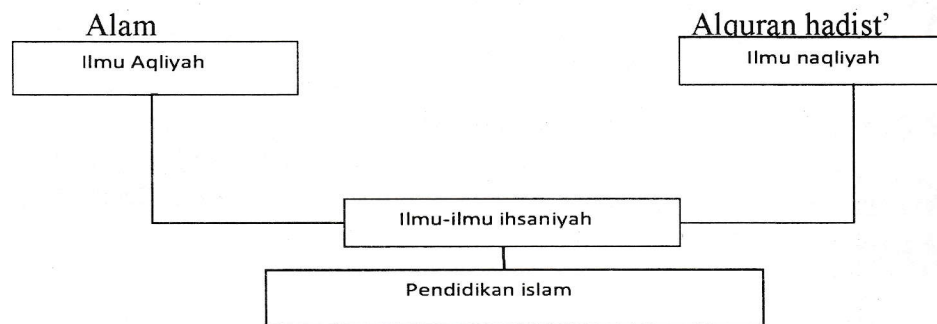 Alam
Alquran hadist’
Ilmu Aqliyah
Ilmu naqliyah
Ilmu-ilmu ihsaniyah
Pendidikan islam